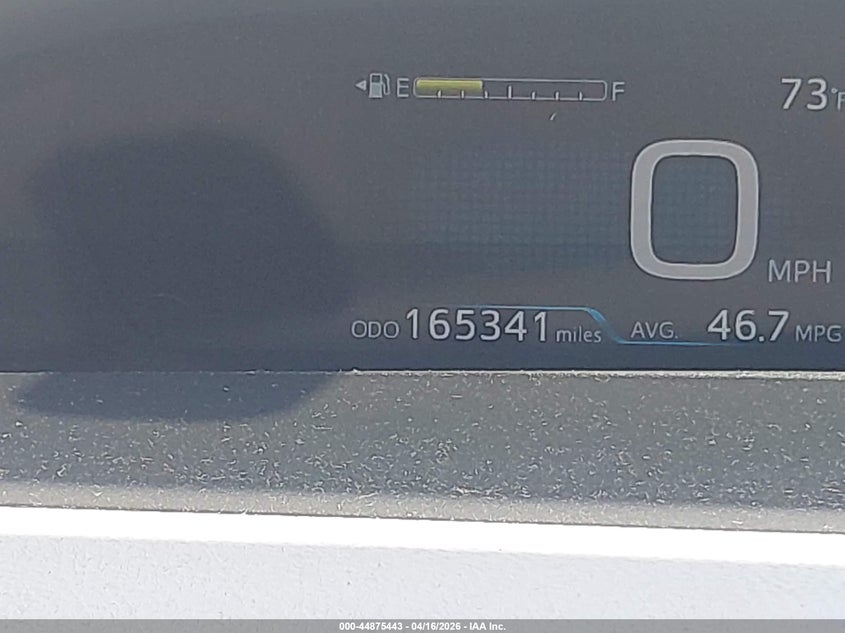 E F 73°F
0 MPH
ODO 165341 miles AVG. 46.7 MPG
000-44875443 - 04/16/2026 - IAA Inc.